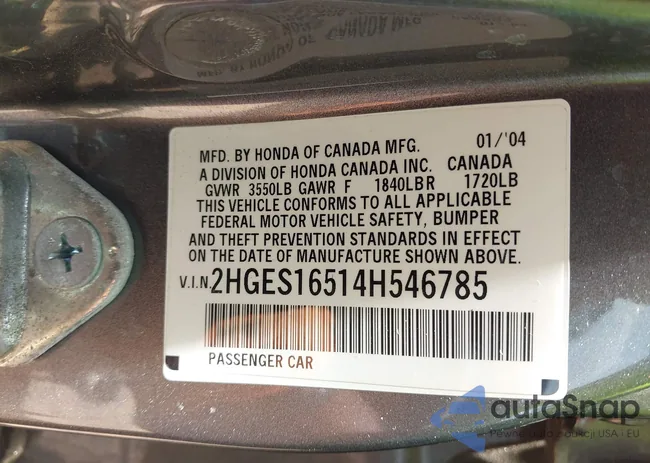 MFD. BY HONDA OF CANADA MFG. 01/'04
A DIVISION OF HONDA CANADA INC. CANADA
GVWR 3550LB GAWR F 1840LB R 1720LB
THIS VEHICLE CONFORMS TO ALL APPLICABLE
FEDERAL MOTOR VEHICLE SAFETY, BUMPER
AND THEFT PREVENTION STANDARDS IN EFFECT
ON THE DATE OF MANUFACTURE SHOWN ABOVE.
V.I.N. 2HGES16514H546785
PASSENGER CAR
autoSnap
USA i EU